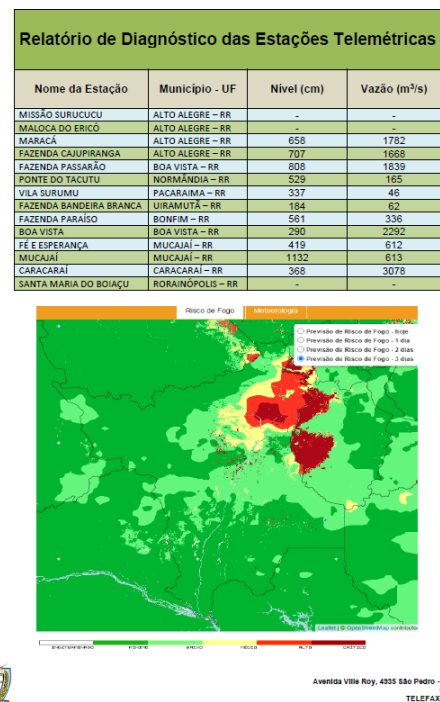 Relatório de Diagnóstico das Estações Telemétricas
Nome da Estação Município - UF Nível (cm) Vazão (m³/s)
MISSÃO SURUCUCU ALTO ALEGRE – RR - -
MALOCA DO ERICÓ ALTO ALEGRE – RR - -
MARACÁ ALTO ALEGRE – RR 658 1782
FAZENDA CAJUPIRANGA ALTO ALEGRE – RR 707 1668
FAZENDA PASSARÃO BOA VISTA – RR 808 1839
PONTE DO TACUTU NORMÂNDIA – RR 529 165
VILA SURUMU PACARAIMA – RR 337 46
FAZENDA BANDEIRA BRANCA UIRAMUTÃ – RR 184 62
FAZENDA PARAÍSO BONFIM – RR 561 336
BOA VISTA BOA VISTA – RR 290 2292
FÉ E ESPERANÇA MUCAJAÍ – RR 419 612
MUCAJAÍ MUCAJAÍ – RR 1132 613
CARACARAÍ CARACARAÍ – RR 368 3078
SANTA MARIA DO BOIAÇU RORAINÓPOLIS – RR - -
Risco de Fogo Meteorologia
Previsão de Risco de Fogo - hoje
Previsão de Risco de Fogo - 1 dia
Previsão de Risco de Fogo - 2 dias
Previsão de Risco de Fogo - 3 dias
Leaflet | © OpenStreetMap contributo
MÍNIMO BAIXO MÉDIO ALTO CRÍTICO
Avenida Ville Roy, 4935 São Pedro -
TELEFAX